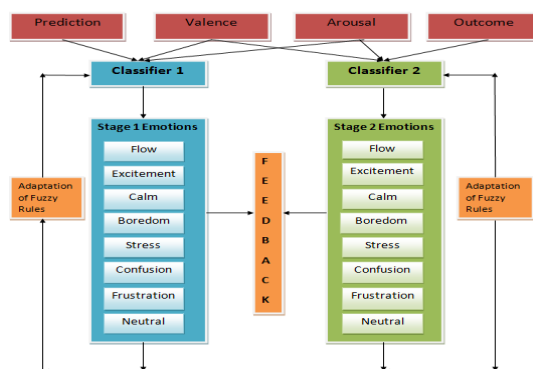 Prediction
Valence
Arousal
Outcome
Classifier 1
Classifier 2
Stage 1 Emotions
Flow
Excitement
Calm
Boredom
Stress
Confusion
Frustration
Neutral
Stage 2 Emotions
Flow
Excitement
Calm
Boredom
Stress
Confusion
Frustration
Neutral
F
E
E
D
B
A
C
K
Adaptation
of Fuzzy
Rules
Adaptation
of Fuzzy
Rules